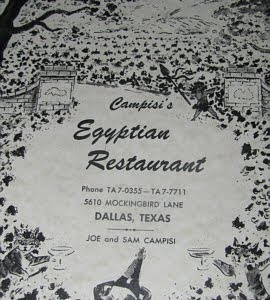 Campisi's
Egyptian
Restaurant
Phone TA7-0355—TA7-7711
5610 MOCKINGBIRD LANE
DALLAS, TEXAS
JOE and SAM CAMPISI